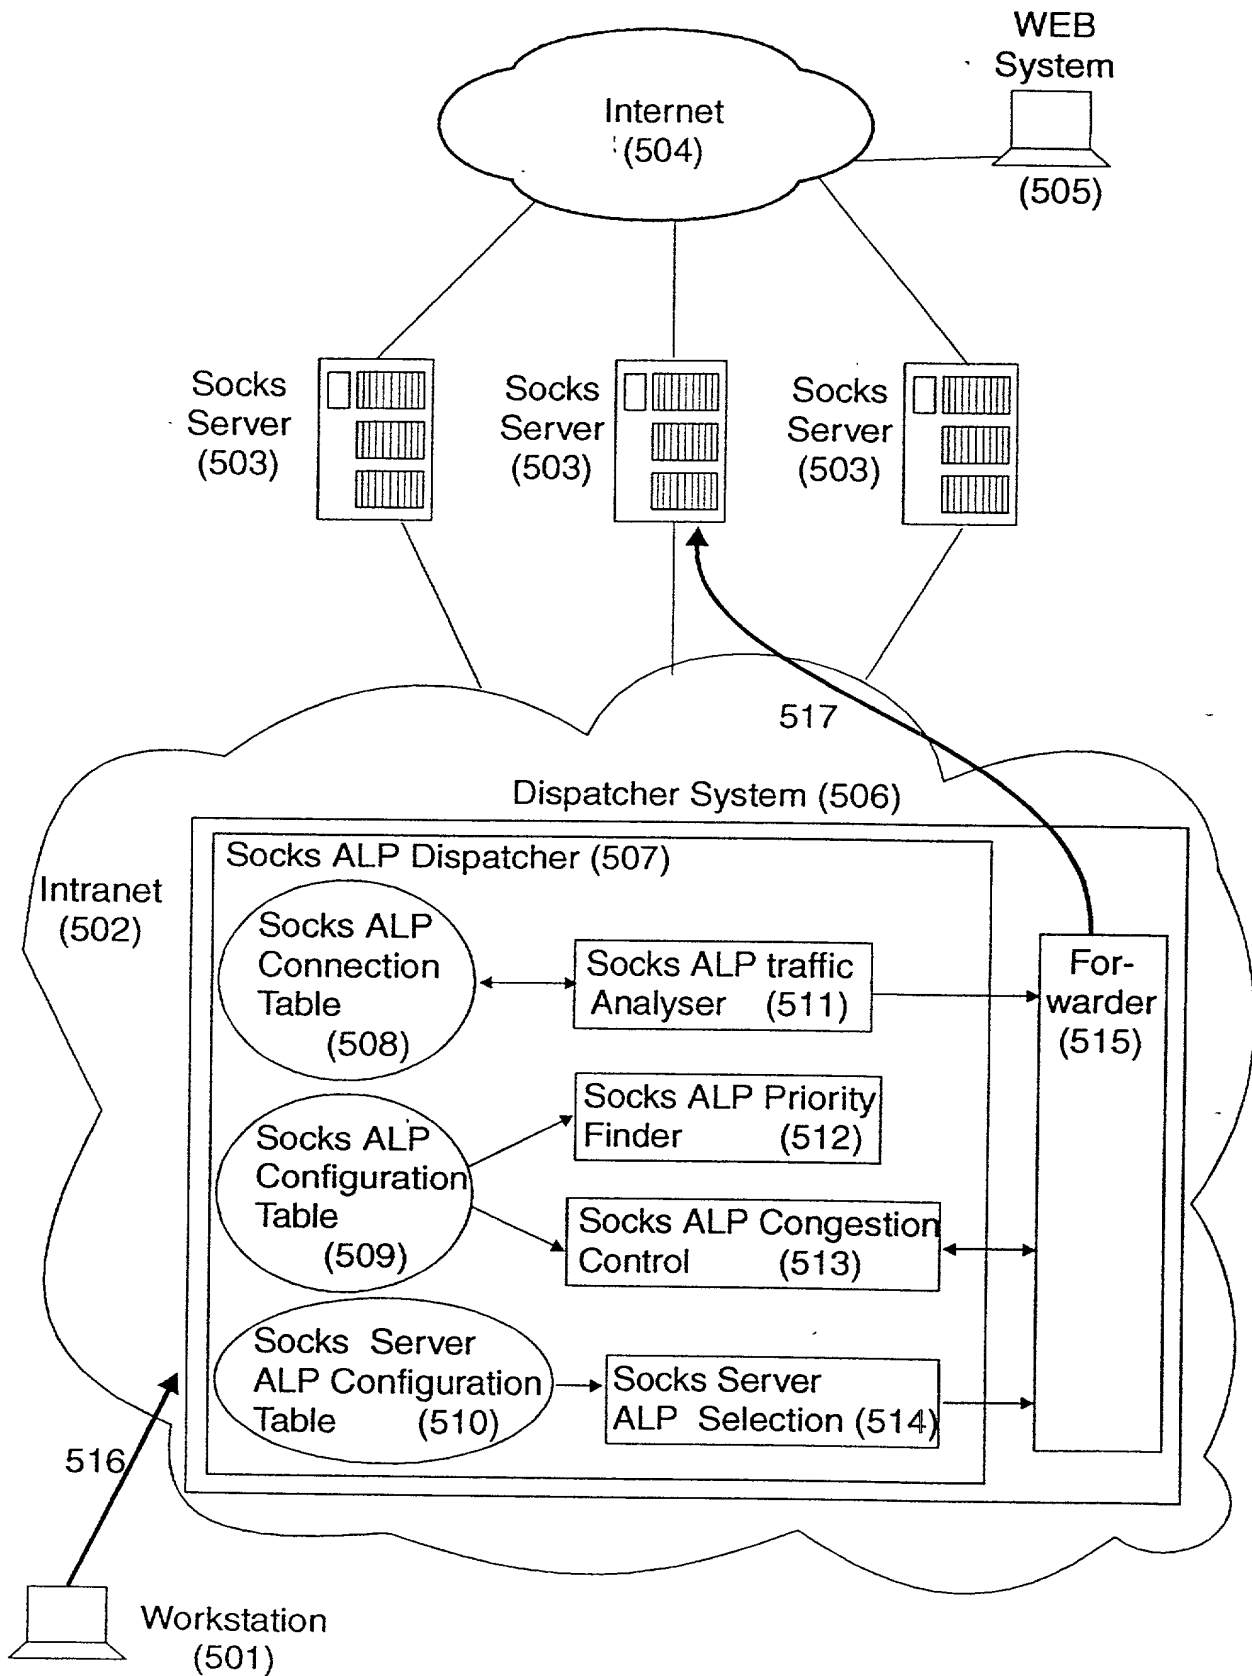 WEB
System
(505)
Internet
(504)
Socks
Server
(503)
Socks
Server
(503)
Socks
Server
(503)
517
Dispatcher System (506)
Socks ALP Dispatcher (507)
Intranet
(502)
Socks ALP
Connection
Table
(508)
Socks ALP traffic
Analyser (511)
For-
warder
(515)
Socks ALP Priority
Finder (512)
Socks ALP
Configuration
Table
(509)
Socks ALP Congestion
Control (513)
Socks Server
ALP Configuration
Table (510)
Socks Server
ALP Selection (514)
516
Workstation
(501)